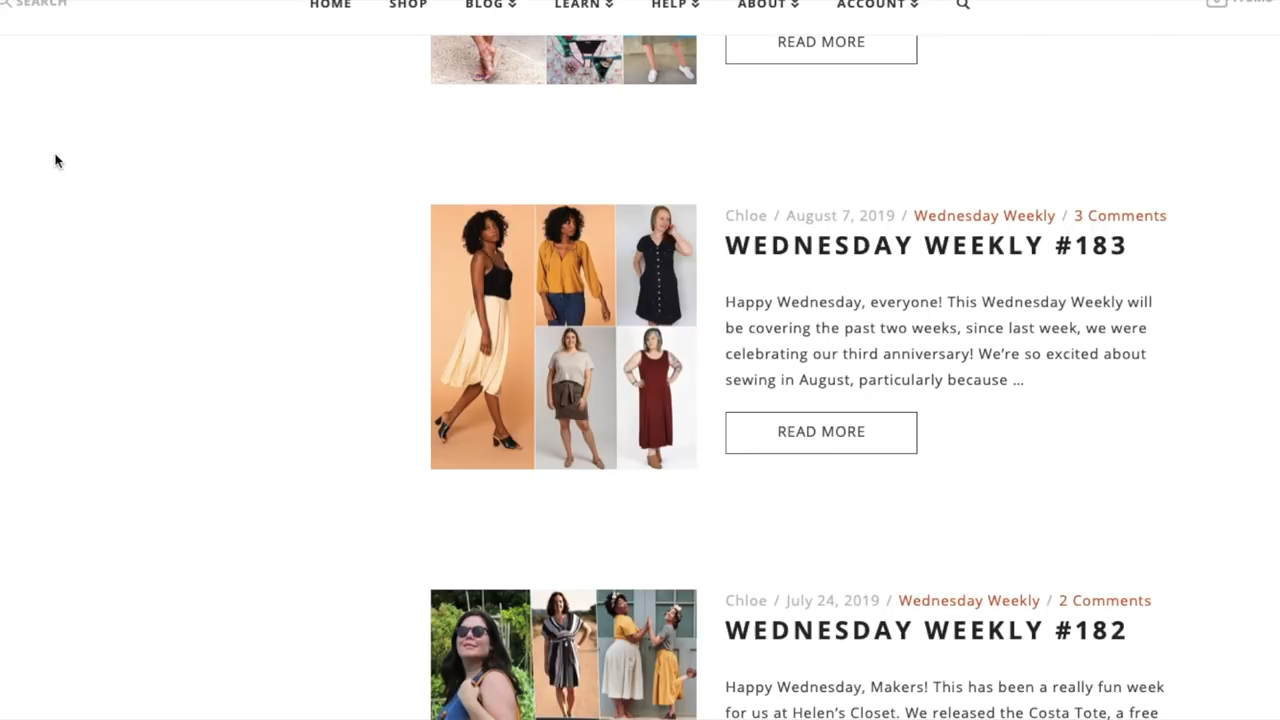 SEARCH
HOME SHOP BLOG LEARN HELP ABOUT ACCOUNT
READ MORE
Chloe / August 7, 2019 / Wednesday Weekly / 3 Comments
WEDNESDAY WEEKLY #183
Happy Wednesday, everyone! This Wednesday Weekly will
be covering the past two weeks, since last week, we were
celebrating our third anniversary! We’re so excited about
sewing in August, particularly because ...
READ MORE
Chloe / July 24, 2019 / Wednesday Weekly / 2 Comments
WEDNESDAY WEEKLY #182
Happy Wednesday, Makers! This has been a really fun week
for us at Helen’s Closet. We released the Costa Tote, a free